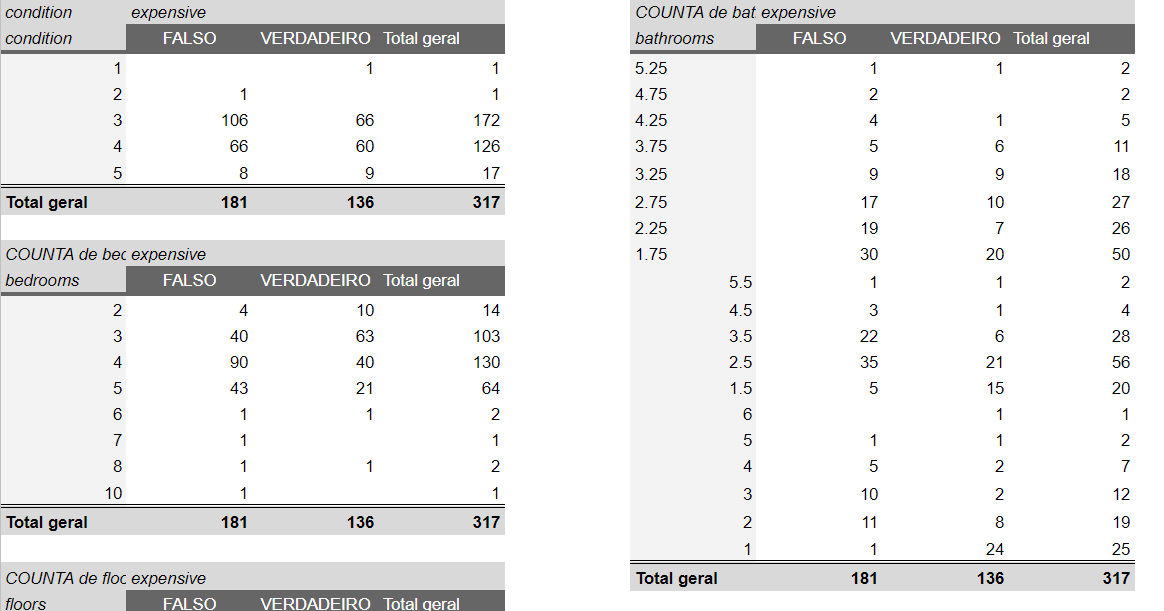 condition expensive
condition FALSO VERDADEIRO Total geral
1 1 1
2 1 1
3 106 66 172
4 66 60 126
5 8 9 17
Total geral 181 136 317
COUNTA de bec expensive
bedrooms FALSO VERDADEIRO Total geral
2 4 10 14
3 40 63 103
4 90 40 130
5 43 21 64
6 1 1 2
7 1 1
8 1 1 2
10 1 1
Total geral 181 136 317
COUNTA de floc expensive
floors FALSO VERDADEIRO Total geral
COUNTA de bat expensive
bathrooms FALSO VERDADEIRO Total geral
5.25 1 1 2
4.75 2 2
4.25 4 1 5
3.75 5 6 11
3.25 9 9 18
2.75 17 10 27
2.25 19 7 26
1.75 30 20 50
5.5 1 1 2
4.5 3 1 4
3.5 22 6 28
2.5 35 21 56
1.5 5 15 20
6 1 1
5 1 1 2
4 5 2 7
3 10 2 12
2 11 8 19
1 1 24 25
Total geral 181 136 317